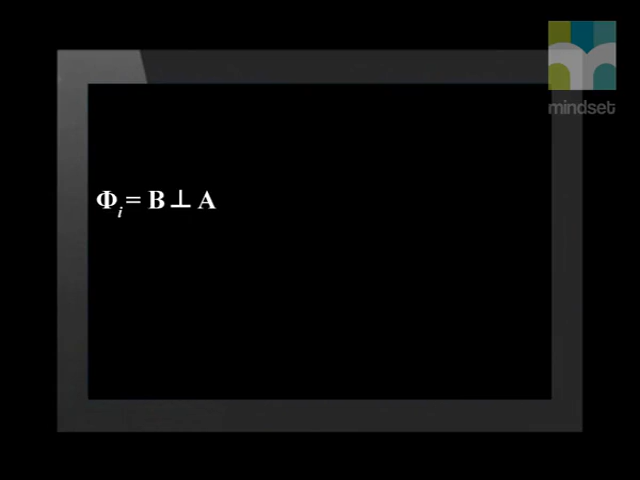 mindset
Φᵢ = B ⊥ A